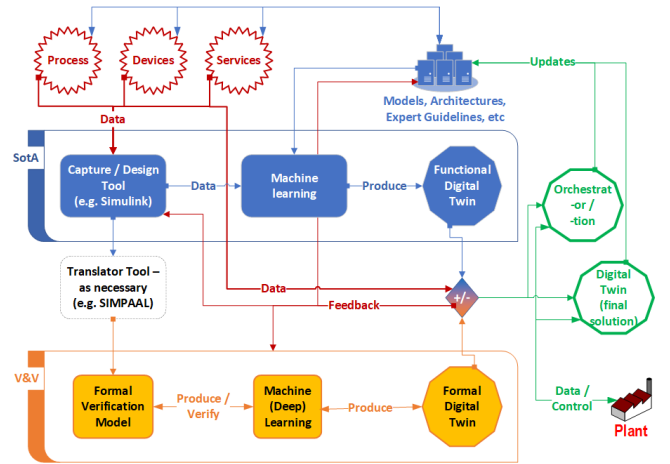 Process
Devices
Services
Updates
Models, Architectures,
Expert Guidelines, etc
Data
SotA
Capture / Design
Tool
(e.g. Simulink)
Data
Machine
learning
Produce
Functional
Digital
Twin
Orchestrat
-or /
-tion
Translator Tool –
as necessary
(e.g. SIMPAAL)
Data
+/-
Feedback
Digital
Twin
(final
solution)
V&V
Formal
Verification
Model
Produce /
Verify
Machine
(Deep)
Learning
Produce
Formal
Digital
Twin
Data /
Control
Plant